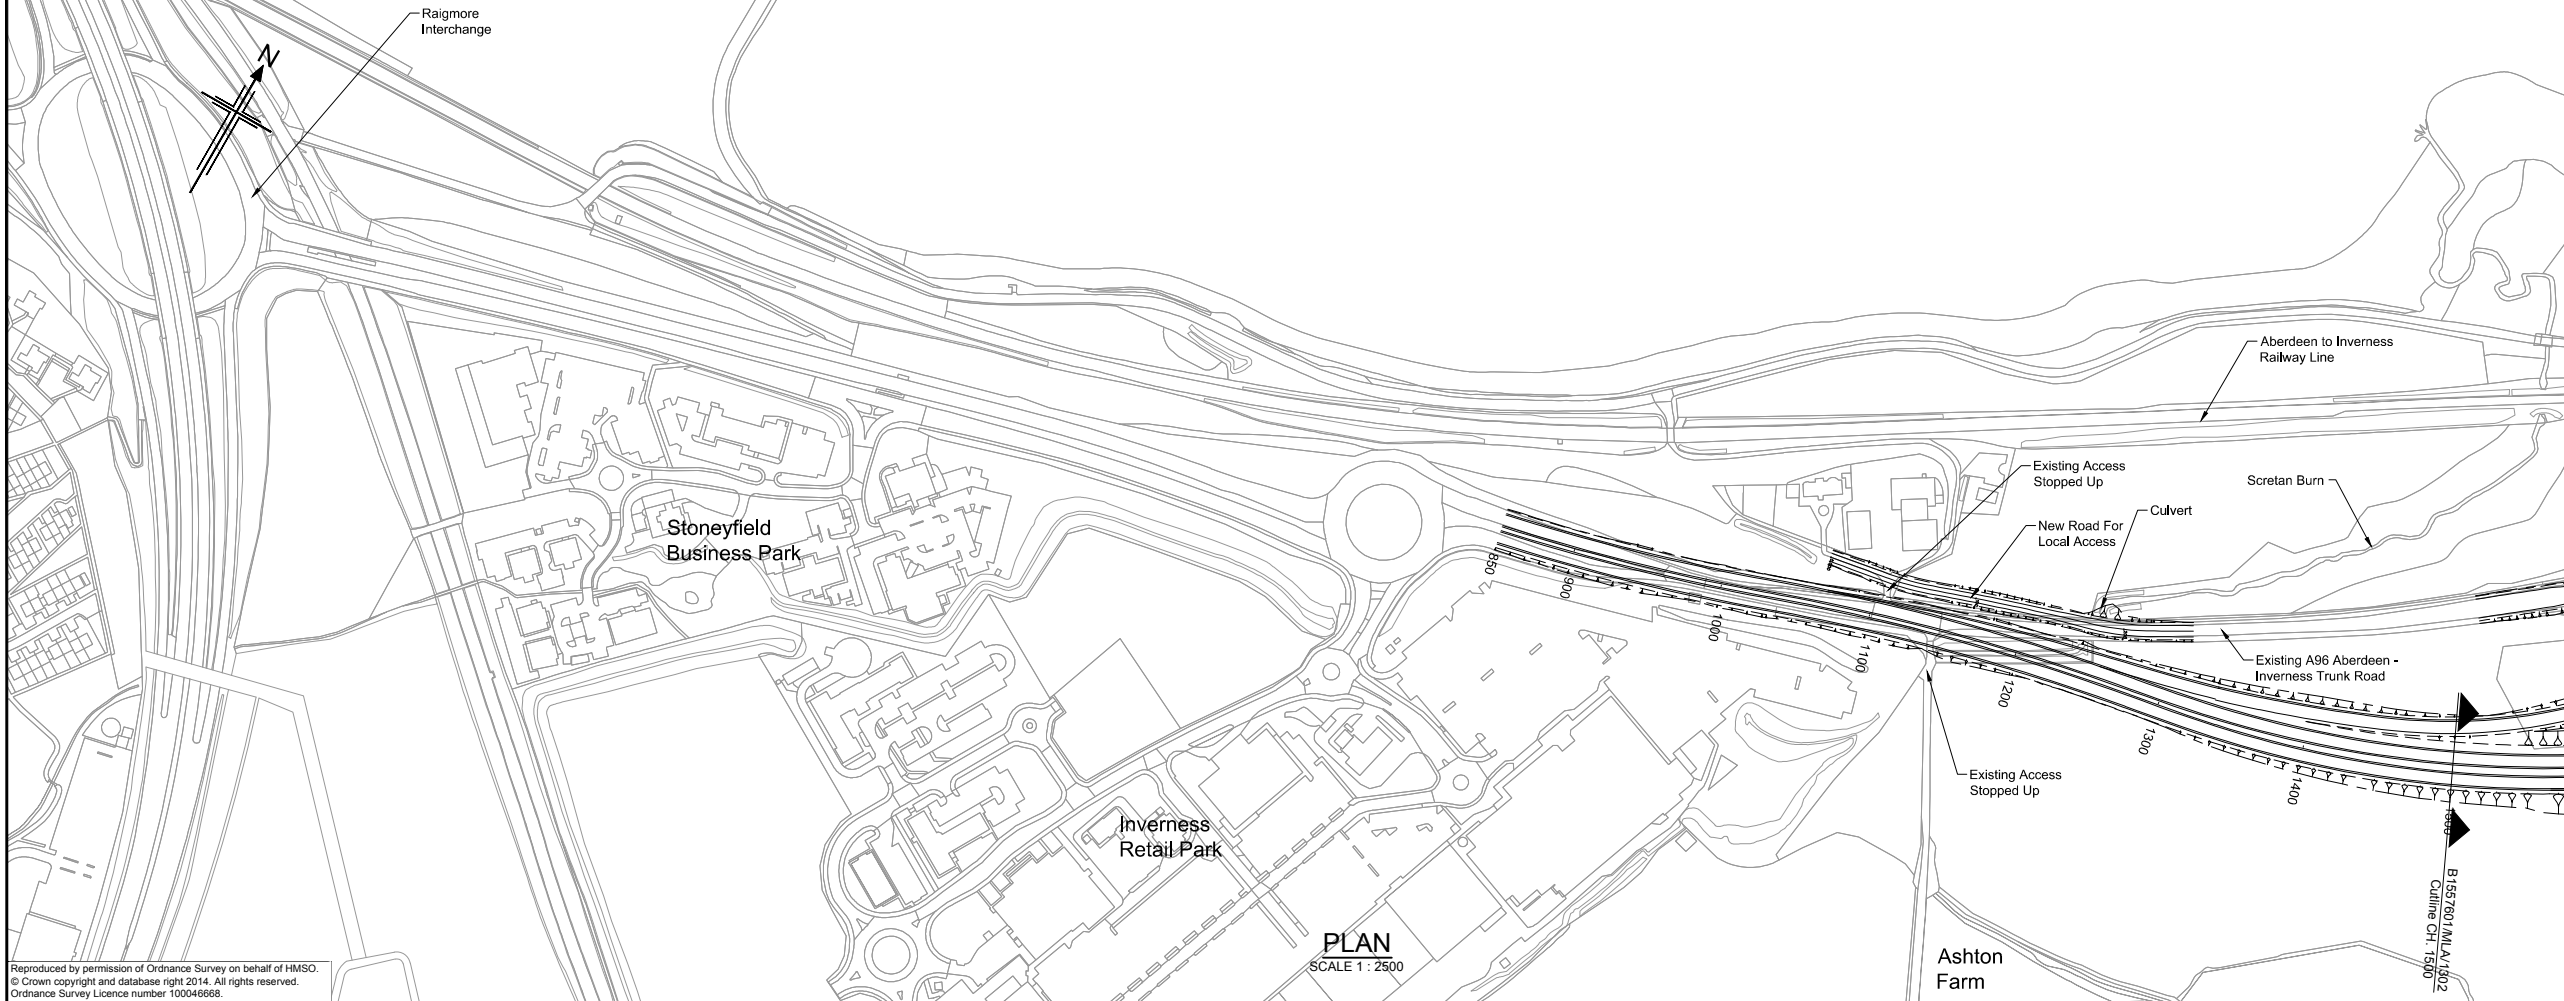 Raigmore
Interchange
N
Aberdeen to Inverness
Railway Line
Existing Access
Stopped Up
Scretan Burn
Culvert
New Road For
Local Access
Stoneyfield
Business Park
850
900
1000
1100
1200
1300
1400
Existing A96 Aberdeen -
Inverness Trunk Road
Existing Access
Stopped Up
Inverness
Retail Park
1500
B1557601/MLA/1302
Cutline CH. 1500
PLAN
SCALE 1 : 2500
Ashton
Farm
Reproduced by permission of Ordnance Survey on behalf of HMSO.
© Crown copyright and database right 2014. All rights reserved.
Ordnance Survey Licence number 100046668.